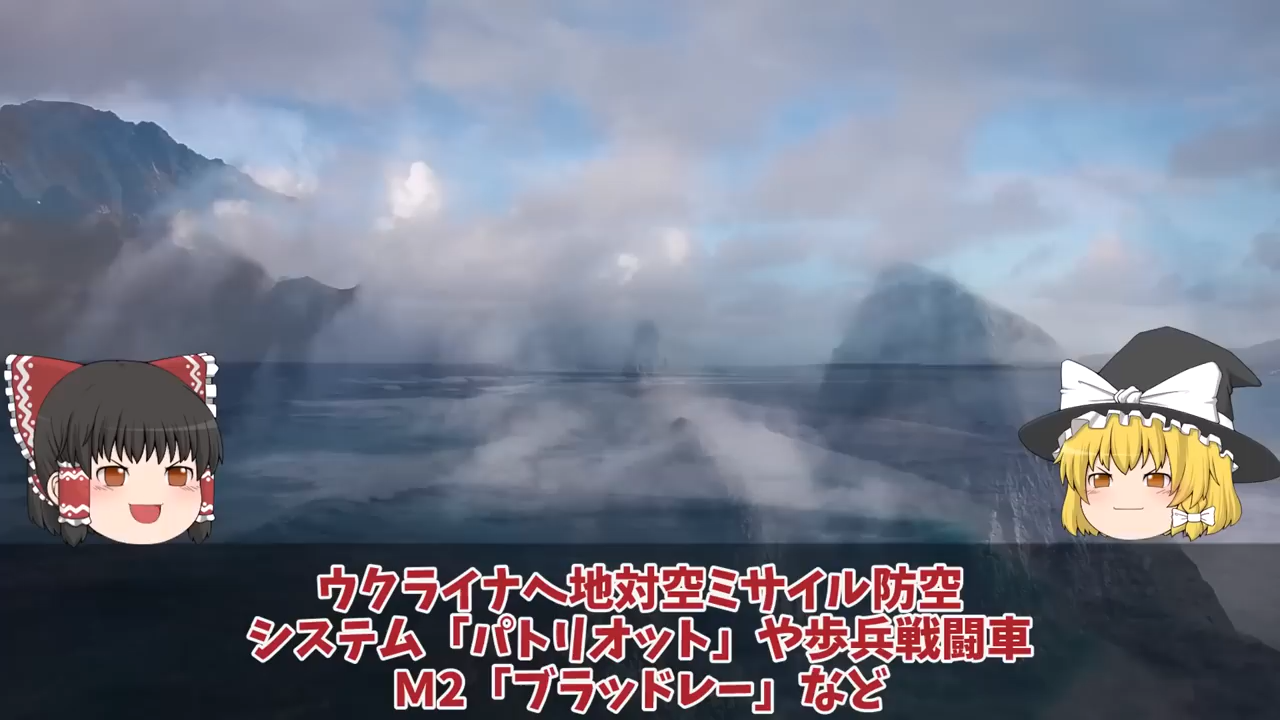 ウクライナへ地対空ミサイル防空
システム「パトリオット」や歩兵戦闘車
M2「ブラッドレー」など